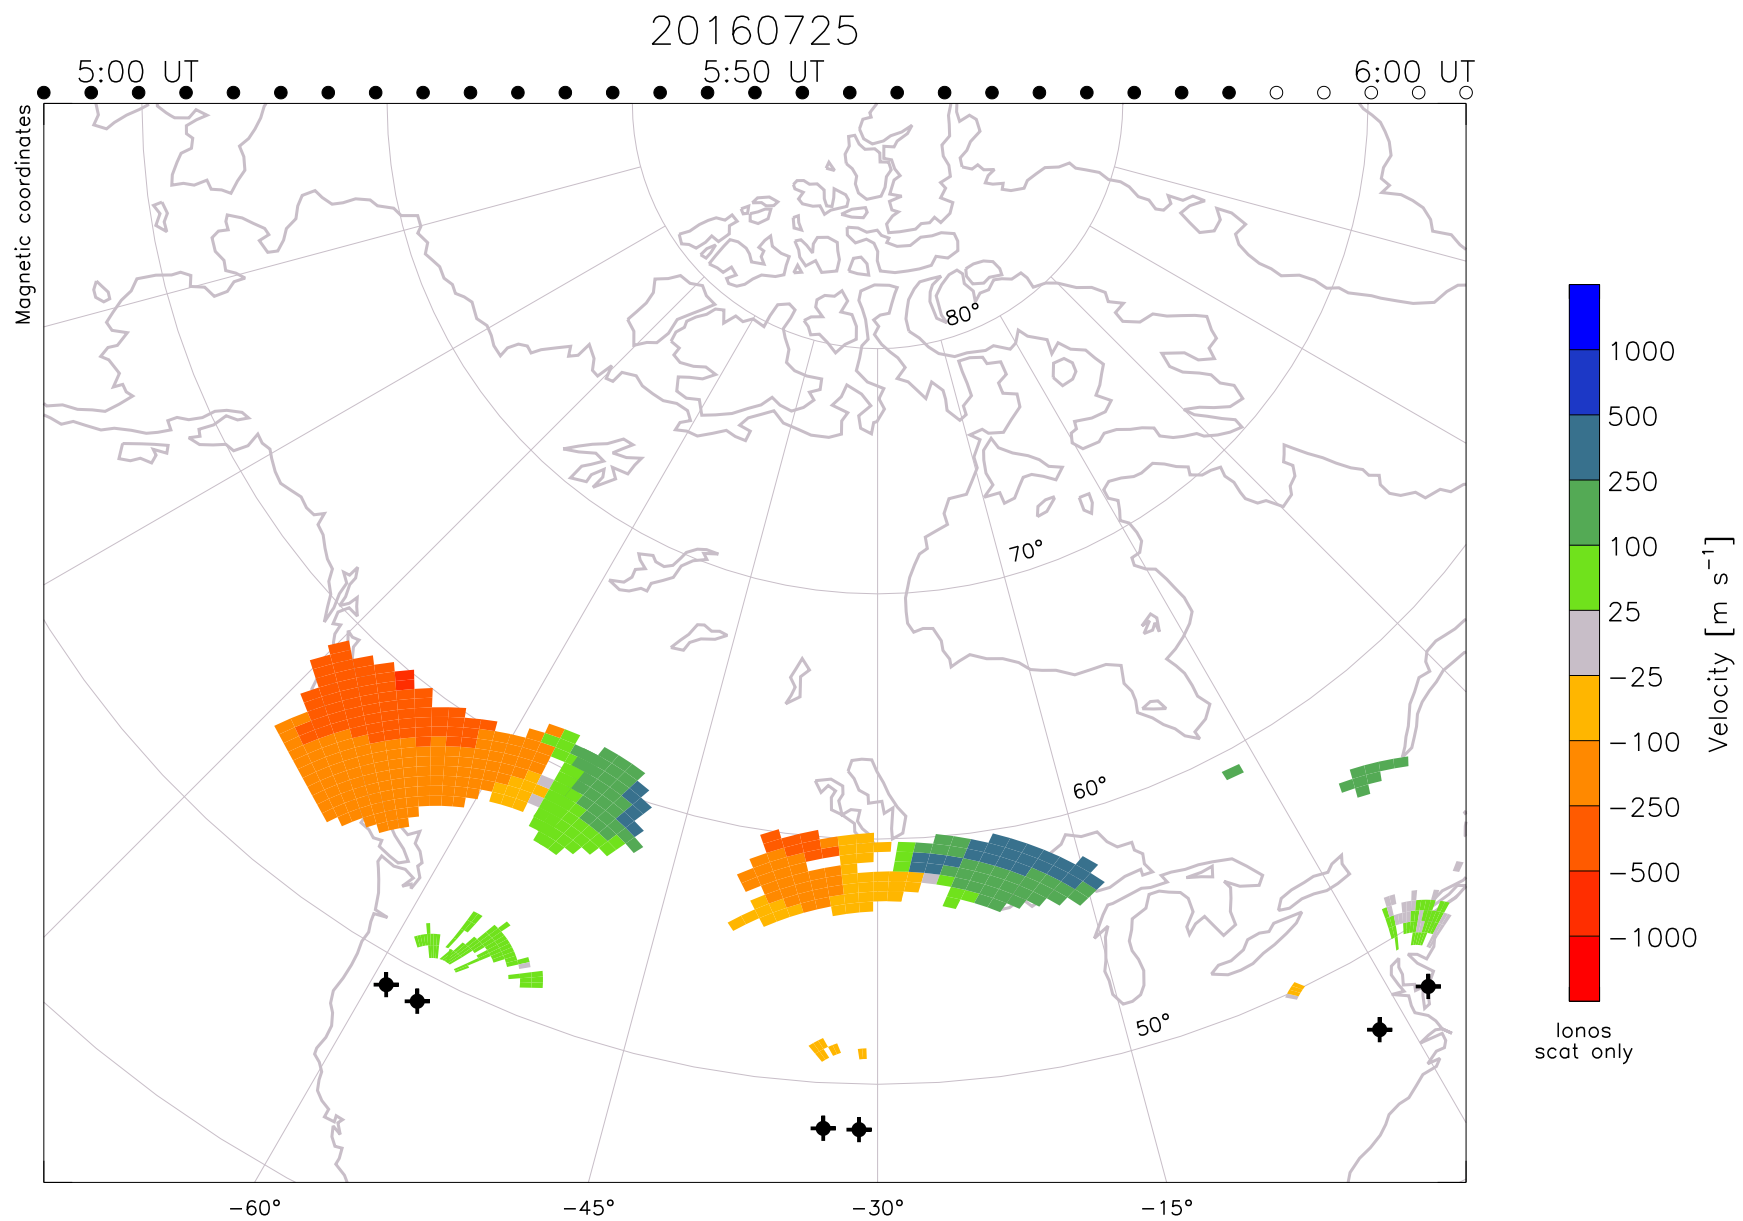 20160725
5:00 UT 5:50 UT 6:00 UT
Magnetic coordinates
80°
70°
60°
50°
-60° -45° -30° -15°
1000
500
250
100
25
-25
-100
-250
-500
-1000
Velocity [m s⁻¹]
Ionos
scat only